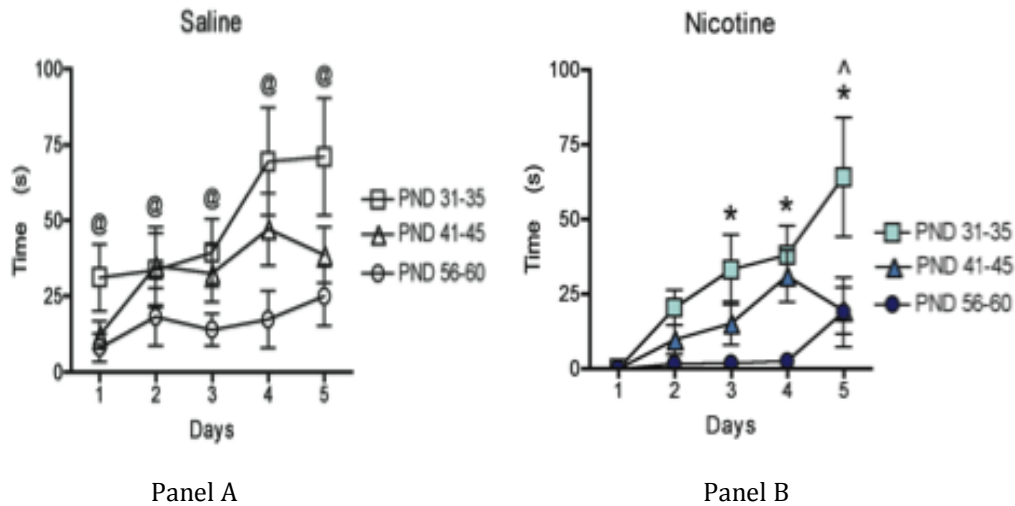 Saline
Time (s)
100
75
50
25
0
@ @ @ @ @
1 2 3 4 5
Days
PND 31-35
PND 41-45
PND 56-60
Panel A
Nicotine
Time (s)
100
75
50
25
0
^
* * *
1 2 3 4 5
Days
PND 31-35
PND 41-45
PND 56-60
Panel B